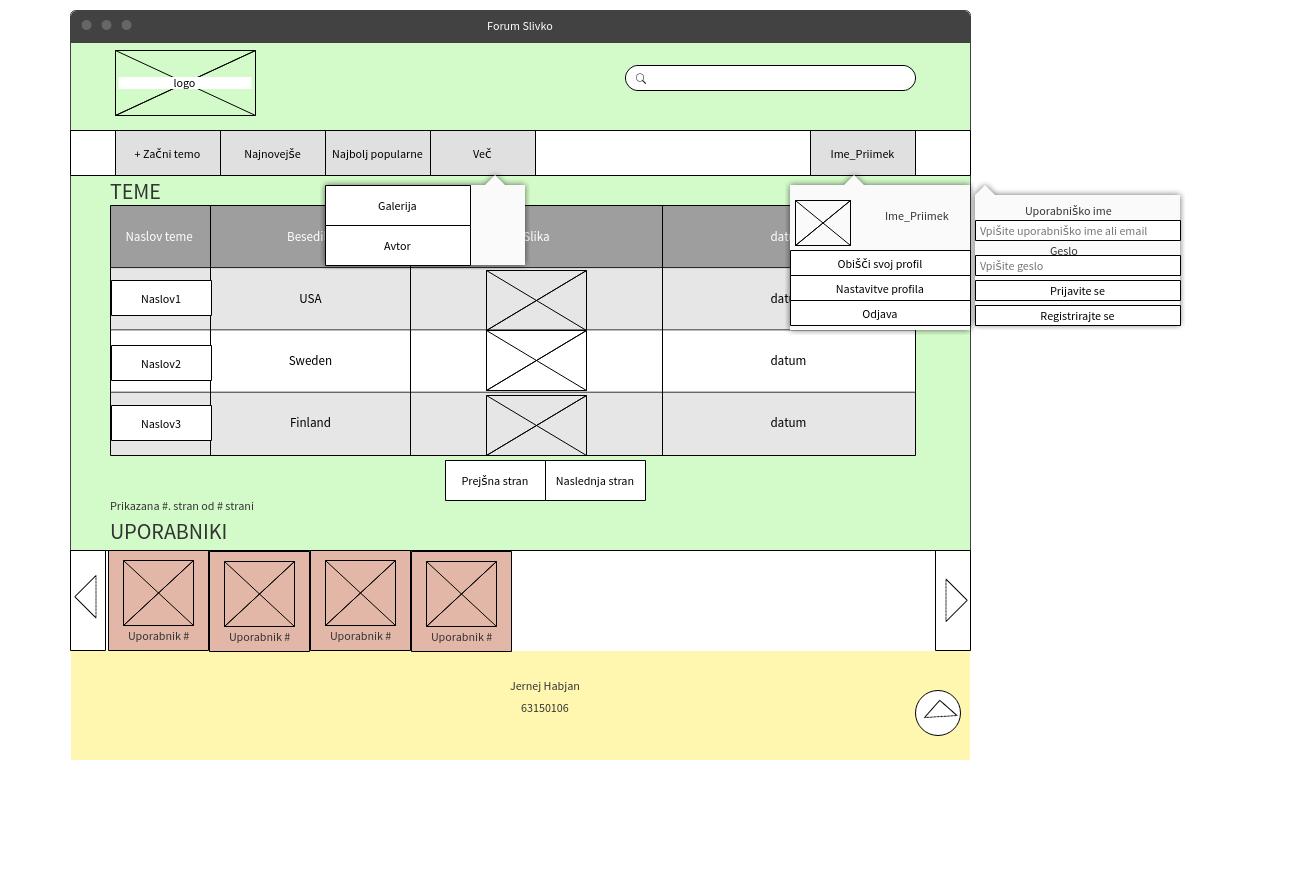 Forum Slivko
logo
+ Začni temo
Najnovejše
Najbolj popularne
Več
Ime_Priimek
TEME
Galerija
Avtor
Ime_Priimek
Obišči svoj profil
Nastavitve profila
Odjava
Uporabniško ime
Vpišite uporabniško ime ali email
Geslo
Vpišite geslo
Prijavite se
Registrirajte se
Naslov teme
Besedi
Slika
dat
Naslov1
USA
dat
Naslov2
Sweden
datum
Naslov3
Finland
datum
Prejšna stran
Naslednja stran
Prikazana #. stran od # strani
UPORABNIKI
Uporabnik #
Uporabnik #
Uporabnik #
Uporabnik #
Jernej Habjan
63150106